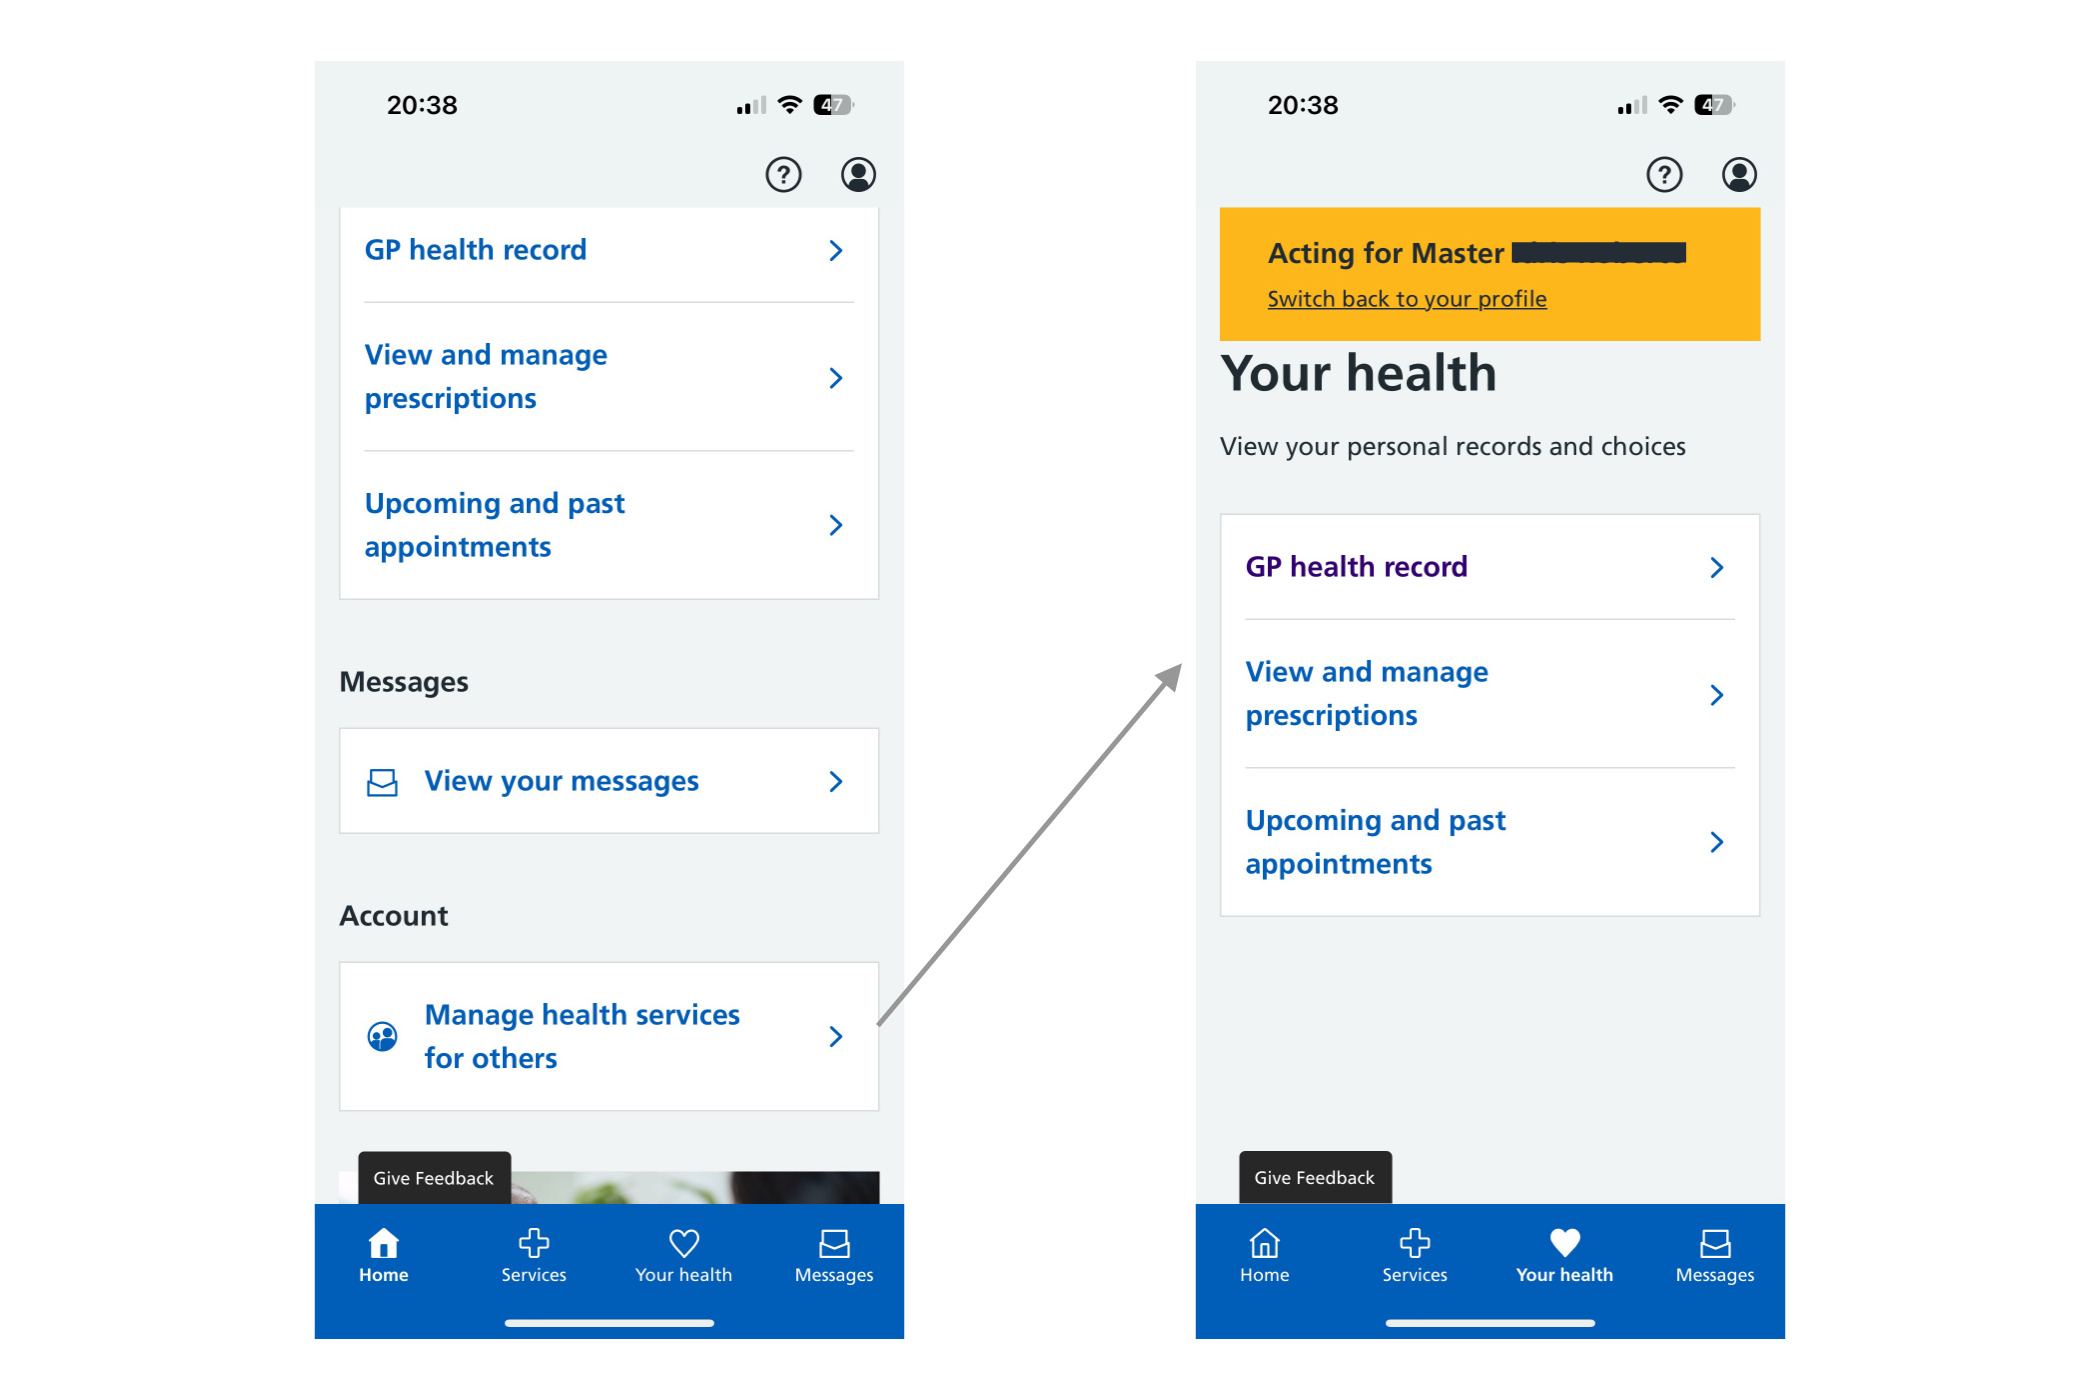 20:38
47
?
GP health record
View and manage
prescriptions
Upcoming and past
appointments
Messages
View your messages
Account
Manage health services
for others
Give Feedback
Home
Services
Your health
Messages
20:38
47
?
Acting for Master
Switch back to your profile
Your health
View your personal records and choices
GP health record
View and manage
prescriptions
Upcoming and past
appointments
Give Feedback
Home
Services
Your health
Messages